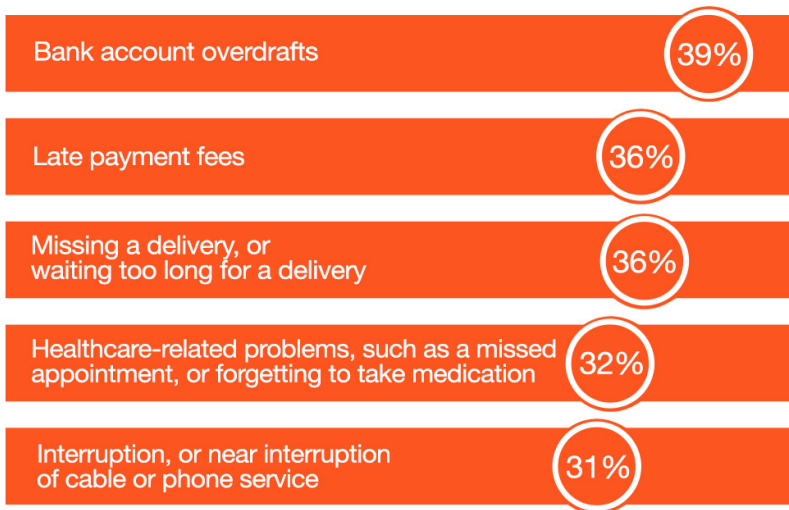 Bank account overdrafts 39%
Late payment fees 36%
Missing a delivery, or
waiting too long for a delivery 36%
Healthcare-related problems, such as a missed
appointment, or forgetting to take medication 32%
Interruption, or near interruption
of cable or phone service 31%